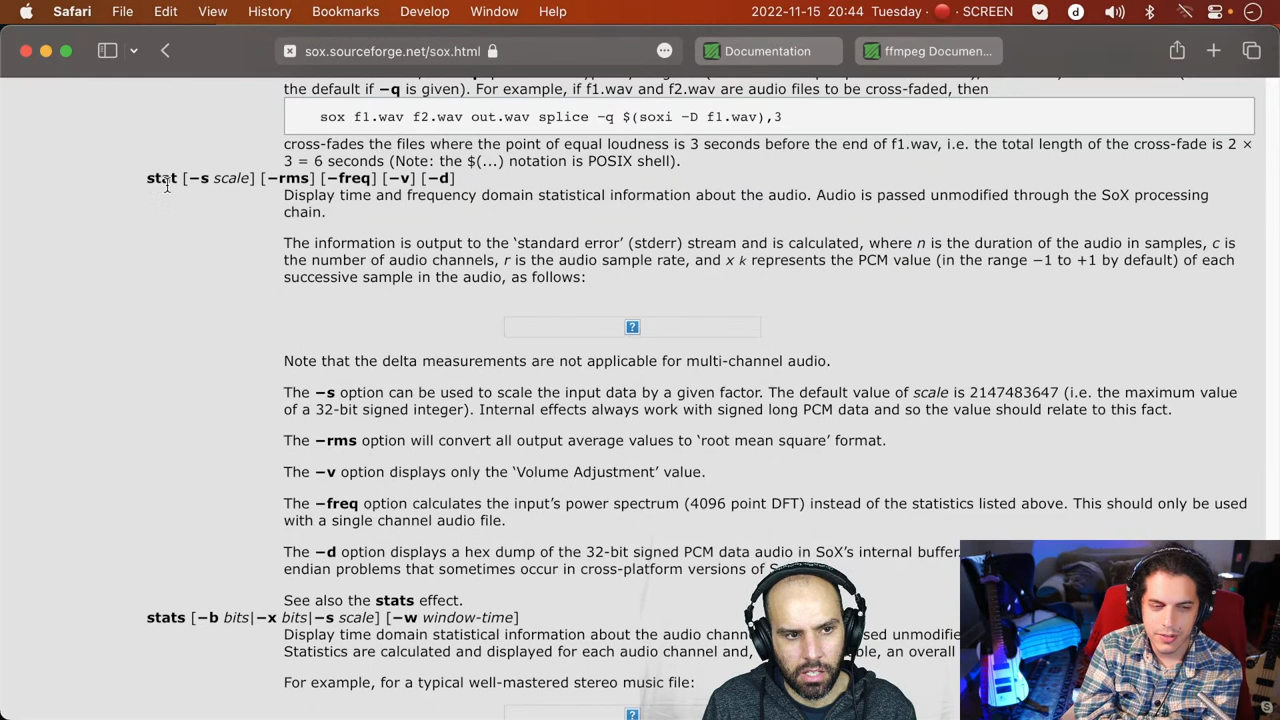 Safari File Edit View History Bookmarks Develop Window Help 2022-11-15 20:44 Tuesday SCREEN
sox.sourceforge.net/sox.html Documentation ffmpeg Documen...
the default if −q is given). For example, if f1.wav and f2.wav are audio files to be cross-faded, then
sox f1.wav f2.wav out.wav splice −q $(soxi −D f1.wav),3
cross-fades the files where the point of equal loudness is 3 seconds before the end of f1.wav, i.e. the total length of the cross-fade is 2 ×
3 = 6 seconds (Note: the $(...) notation is POSIX shell).
stat [−s scale] [−rms] [−freq] [−v] [−d]
Display time and frequency domain statistical information about the audio. Audio is passed unmodified through the SoX processing
chain.
The information is output to the ‘standard error’ (stderr) stream and is calculated, where n is the duration of the audio in samples, c is
the number of audio channels, r is the audio sample rate, and x k represents the PCM value (in the range −1 to +1 by default) of each
successive sample in the audio, as follows:
?
Note that the delta measurements are not applicable for multi-channel audio.
The −s option can be used to scale the input data by a given factor. The default value of scale is 2147483647 (i.e. the maximum value
of a 32-bit signed integer). Internal effects always work with signed long PCM data and so the value should relate to this fact.
The −rms option will convert all output average values to ‘root mean square’ format.
The −v option displays only the ‘Volume Adjustment’ value.
The −freq option calculates the input’s power spectrum (4096 point DFT) instead of the statistics listed above. This should only be used
with a single channel audio file.
The −d option displays a hex dump of the 32-bit signed PCM data audio in SoX’s internal buffer.
endian problems that sometimes occur in cross-platform versions of
See also the stats effect.
stats [−b bits|−x bits|−s scale] [−w window-time]
Display time domain statistical information about the audio
Statistics are calculated and displayed for each audio channel and, an overall
For example, for a typical well-mastered stereo music file:
?